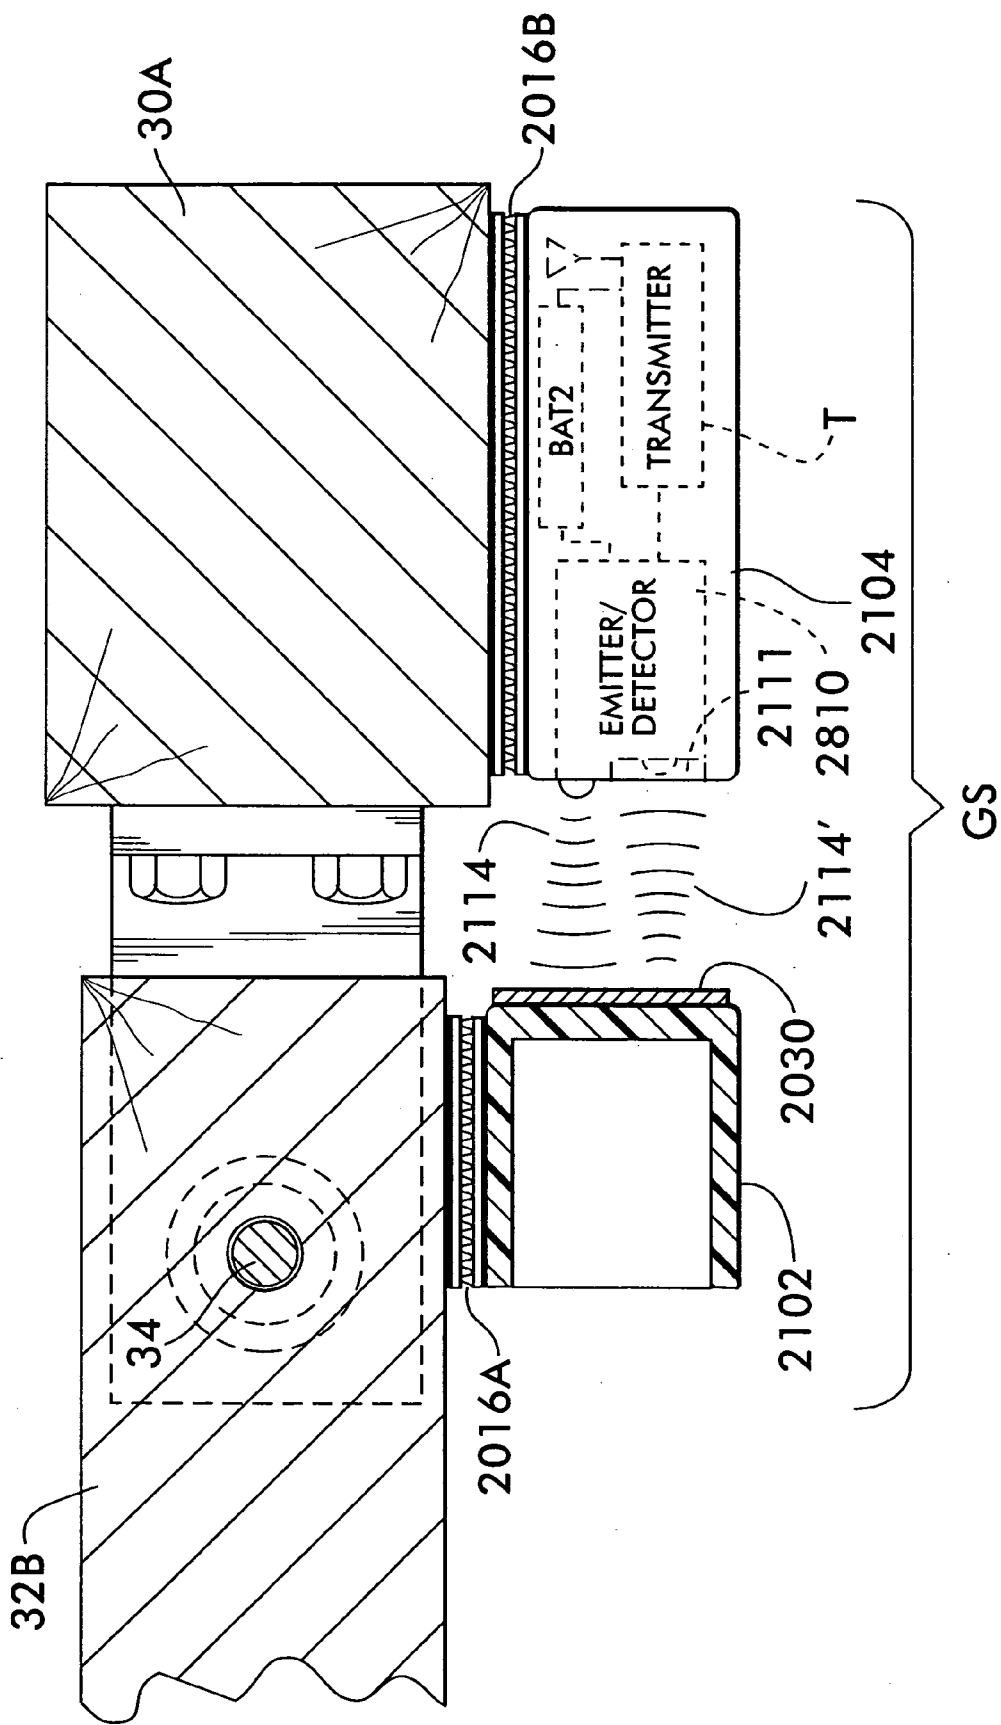 30A
2016B
32B
34
2016A
BAT2
TRANSMITTER
EMITTER/
DETECTOR
T
2104
2810
2111
2114
2114'
2030
2102
GS